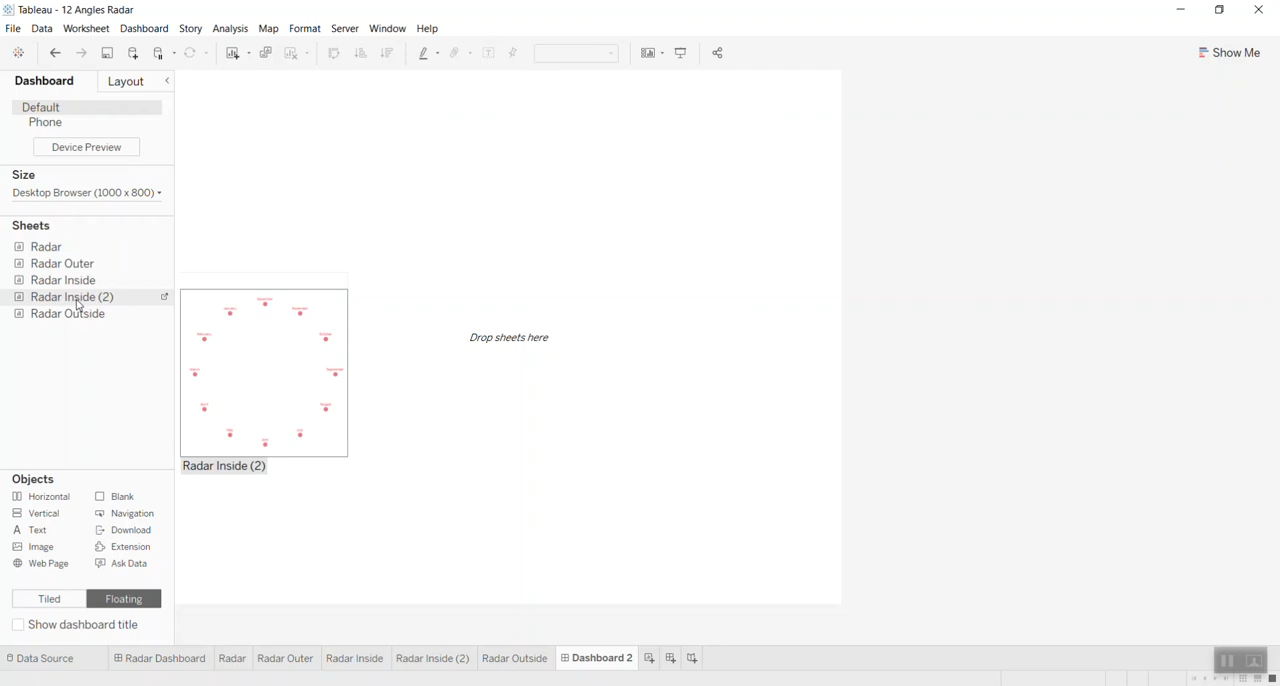 Tableau - 12 Angles Radar
File Data Worksheet Dashboard Story Analysis Map Format Server Window Help
Show Me
Dashboard Layout
Default
Phone
Device Preview
Size
Desktop Browser (1000 x 800)
Sheets
Radar
Radar Outer
Radar Inside
Radar Inside (2)
Radar Outside
Drop sheets here
Radar Inside (2)
Objects
Horizontal Blank
Vertical Navigation
Text Download
Image Extension
Web Page Ask Data
Tiled Floating
Show dashboard title
Data Source Radar Dashboard Radar Radar Outer Radar Inside Radar Inside (2) Radar Outside Dashboard 2